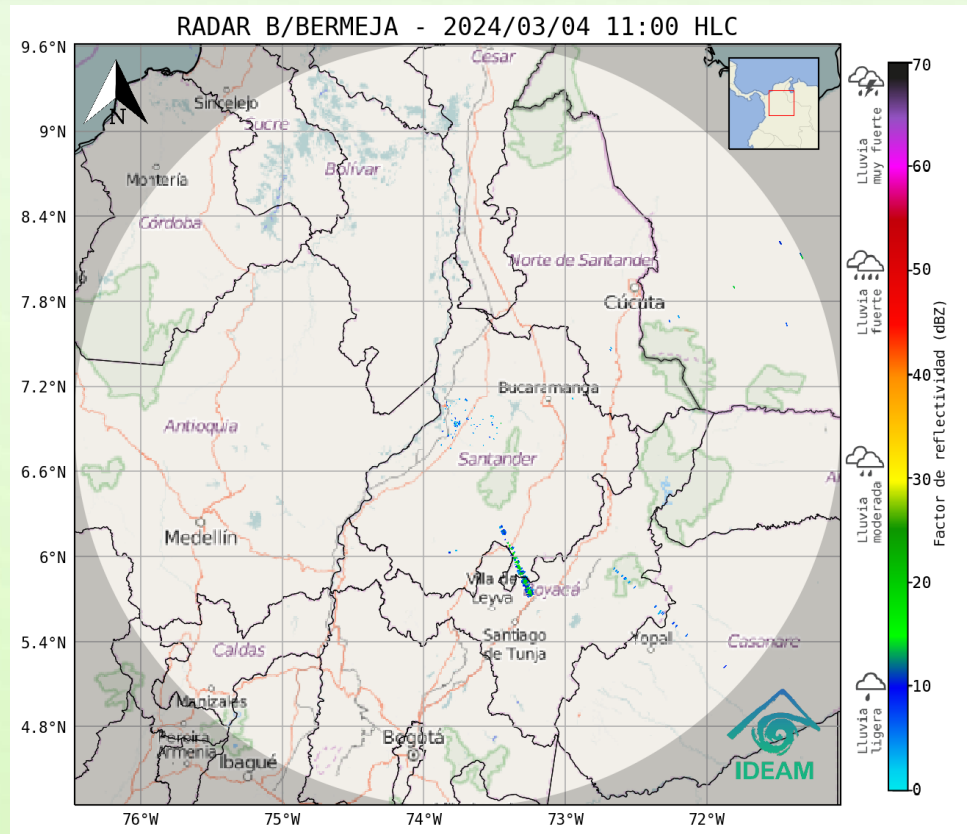 RADAR B/BERMEJA - 2024/03/04 11:00 HLC
9.6°N
9°N
8.4°N
7.8°N
7.2°N
6.6°N
6°N
5.4°N
4.8°N
76°W
75°W
74°W
73°W
72°W
N
Cesar
Sincelejo
Sucre
Bolívar
Montería
Córdoba
Norte de Santander
Cúcuta
Bucaramanga
Antioquia
Santander
Medellín
Villa de
Leyva
Boyacá
Santiago
de Tunja
Yopal
Casanare
Caldas
Manizales
Pereira
Armenia
Ibagué
Bogotá
IDEAM
70
60
50
40
30
20
10
0
Factor de reflectividad (dBZ)
Lluvia
muy fuerte
Lluvia
fuerte
Lluvia
moderada
Lluvia
ligera